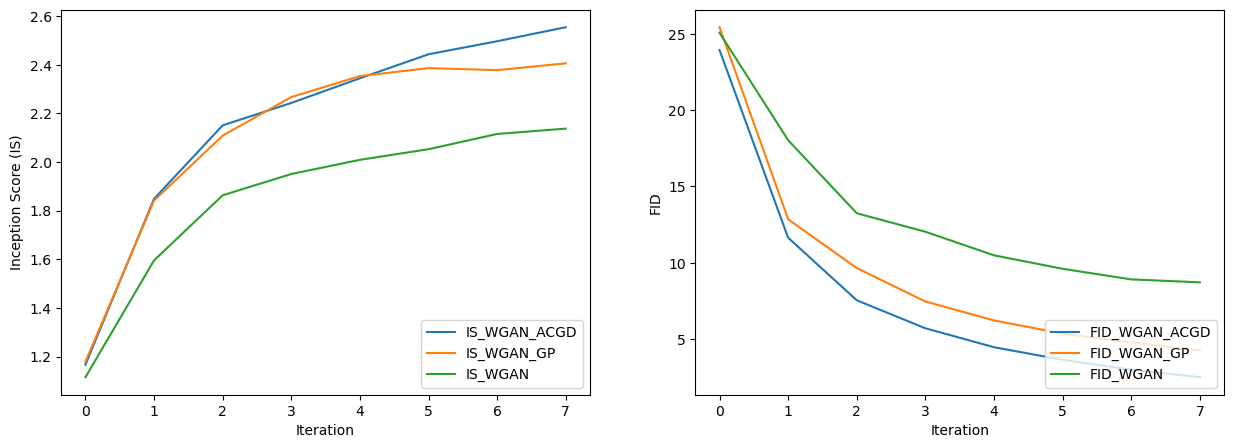 2.6
2.4
2.2
2.0
1.8
1.6
1.4
1.2
Inception Score (IS)
0 1 2 3 4 5 6 7
Iteration
IS_WGAN_ACGD
IS_WGAN_GP
IS_WGAN
25
20
15
10
5
FID
0 1 2 3 4 5 6 7
Iteration
FID_WGAN_ACGD
FID_WGAN_GP
FID_WGAN